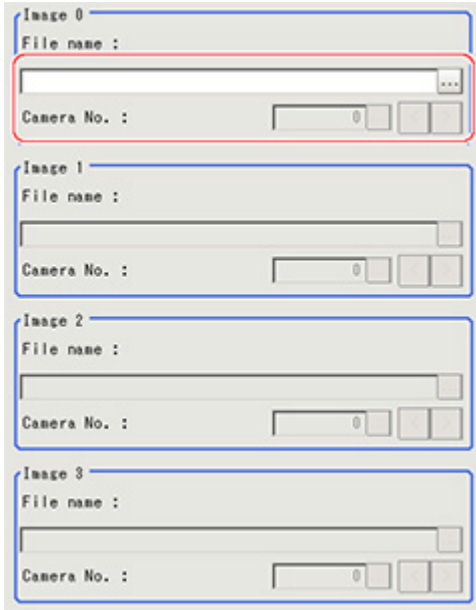 Image 0
File name :
...
Camera No. : 0 < >
Image 1
File name :
...
Camera No. : 0 < >
Image 2
File name :
...
Camera No. : 0 < >
Image 3
File name :
...
Camera No. : 0 < >